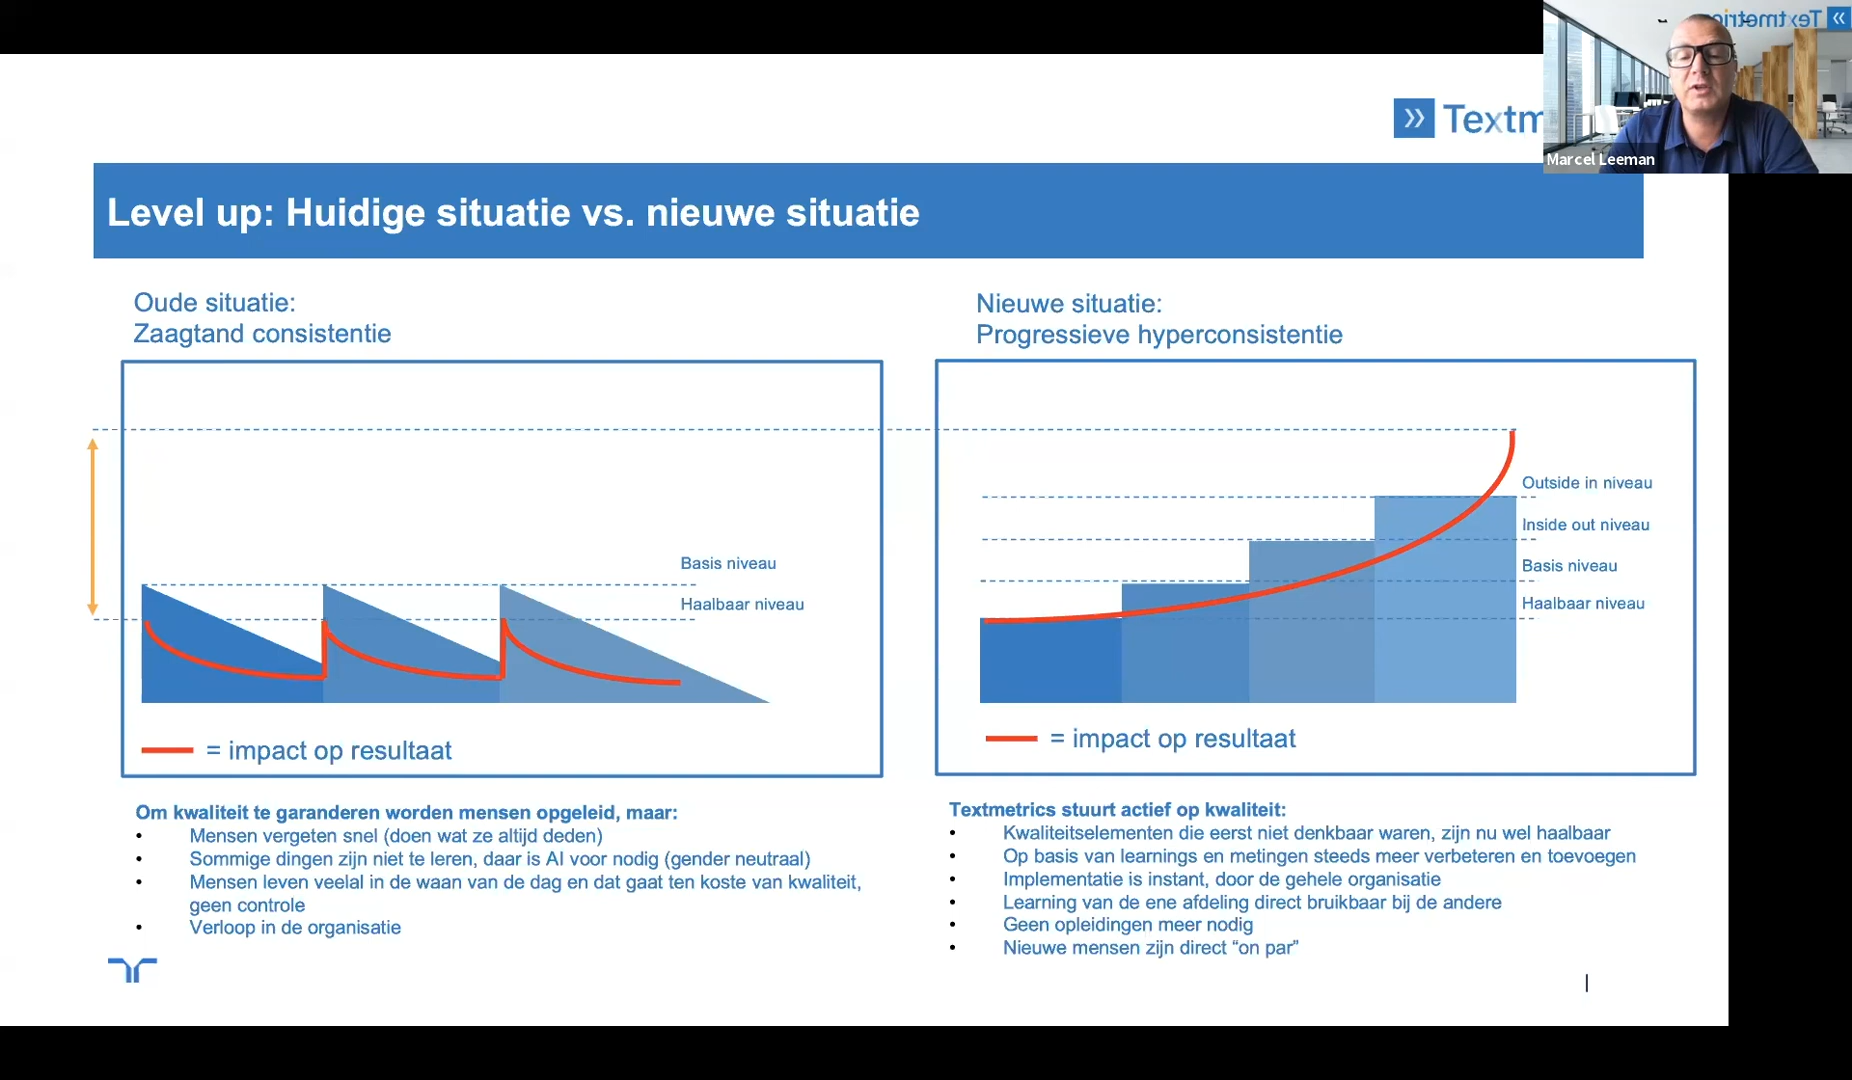 Textmetrics
Textm
Marcel Leeman
Level up: Huidige situatie vs. nieuwe situatie
Oude situatie:
Zaagtand consistentie
Basis niveau
Haalbaar niveau
= impact op resultaat
Om kwaliteit te garanderen worden mensen opgeleid, maar:
• Mensen vergeten snel (doen wat ze altijd deden)
• Sommige dingen zijn niet te leren, daar is AI voor nodig (gender neutraal)
• Mensen leven veelal in de waan van de dag en dat gaat ten koste van kwaliteit,
geen controle
• Verloop in de organisatie
Nieuwe situatie:
Progressieve hyperconsistentie
Outside in niveau
Inside out niveau
Basis niveau
Haalbaar niveau
= impact op resultaat
Textmetrics stuurt actief op kwaliteit:
• Kwaliteitselementen die eerst niet denkbaar waren, zijn nu wel haalbaar
• Op basis van learnings en metingen steeds meer verbeteren en toevoegen
• Implementatie is instant, door de gehele organisatie
• Learning van de ene afdeling direct bruikbaar bij de andere
• Geen opleidingen meer nodig
• Nieuwe mensen zijn direct “on par”